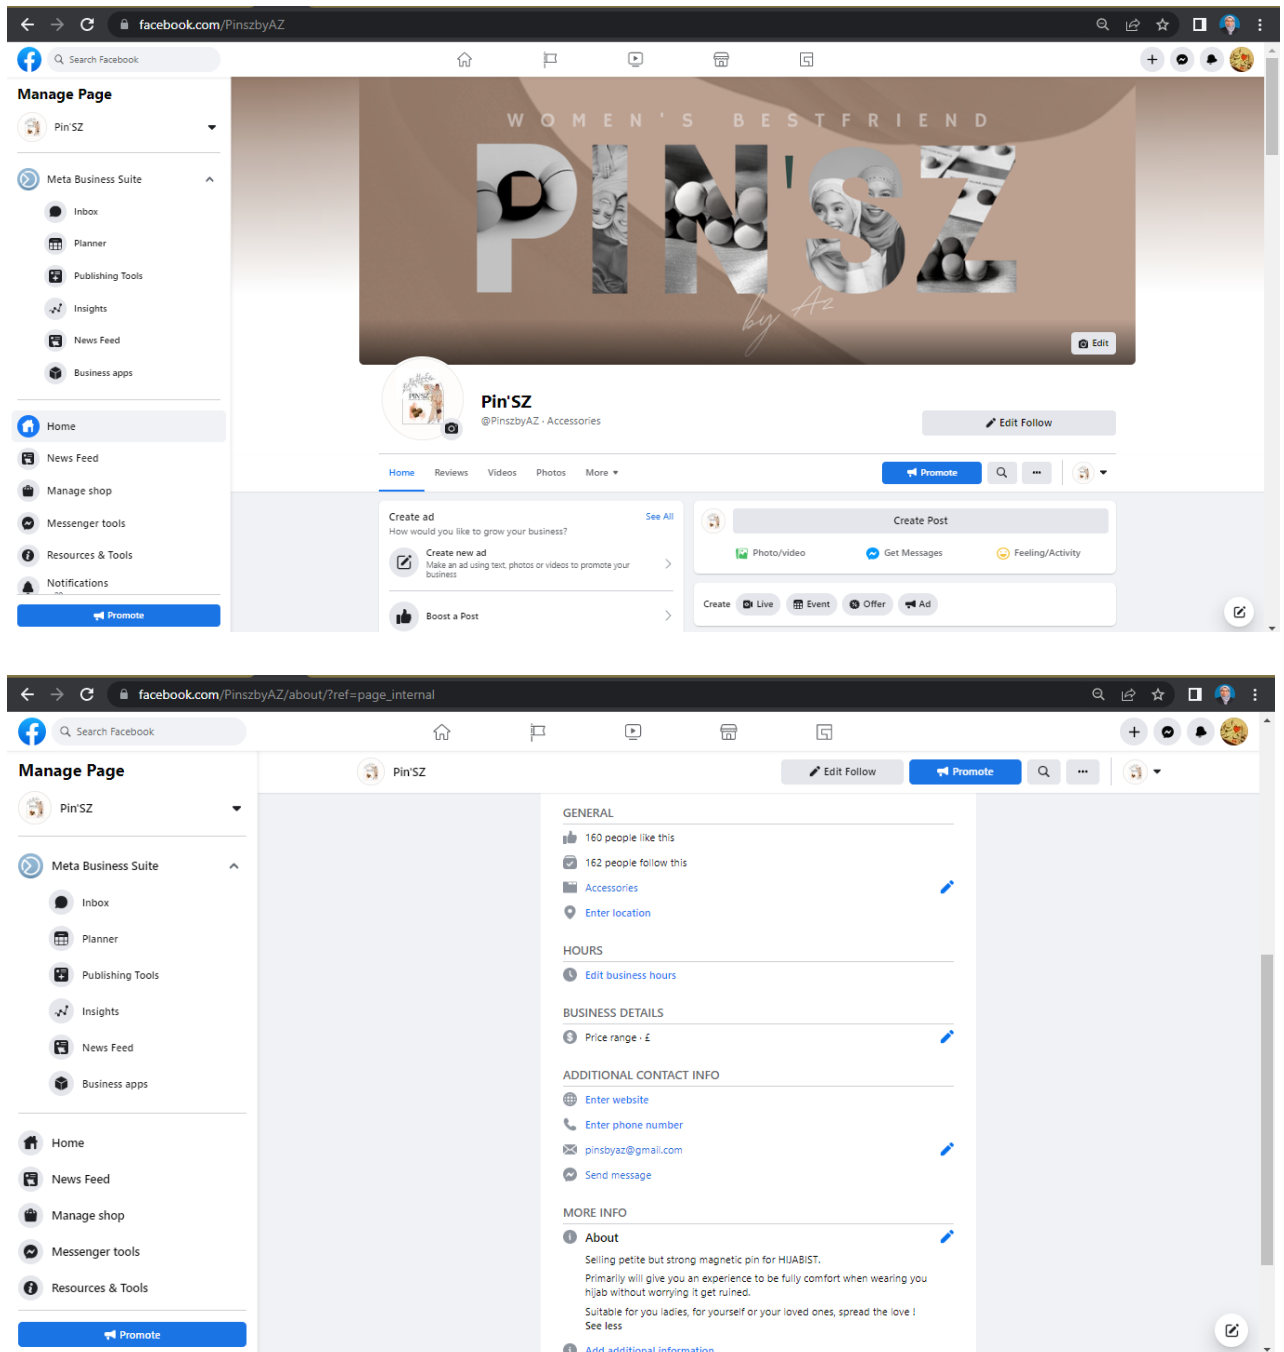 facebook.com/PinszbyAZ
Search Facebook
Manage Page
Pin'SZ
Meta Business Suite
Inbox
Planner
Publishing Tools
Insights
News Feed
Business apps
Home
News Feed
Manage shop
Messenger tools
Resources & Tools
Notifications
Promote
WOMEN'S BESTFRIEND
PIN'SZ
by Az
Edit
PIN'SZ
Pin'SZ
@PinszbyAZ · Accessories
Edit Follow
Home Reviews Videos Photos More
Promote
Create ad See All
How would you like to grow your business?
Create new ad
Make an ad using text, photos or videos to promote your
business
Boost a Post
Create Post
Photo/video Get Messages Feeling/Activity
Create Live Event Offer Ad
facebook.com/PinszbyAZ/about/?ref=page_internal
Search Facebook
Manage Page
Pin'SZ
Meta Business Suite
Inbox
Planner
Publishing Tools
Insights
News Feed
Business apps
Home
News Feed
Manage shop
Messenger tools
Resources & Tools
Promote
Pin'SZ
Edit Follow
Promote
GENERAL
160 people like this
162 people follow this
Accessories
Enter location
HOURS
Edit business hours
BUSINESS DETAILS
Price range · £
ADDITIONAL CONTACT INFO
Enter website
Enter phone number
pinsbyaz@gmail.com
Send message
MORE INFO
About
Selling petite but strong magnetic pin for HIJABIST.
Primarily will give you an experience to be fully comfort when wearing you
hijab without worrying it get ruined.
Suitable for you ladies, for yourself or your loved ones, spread the love !
See less
Add additional information